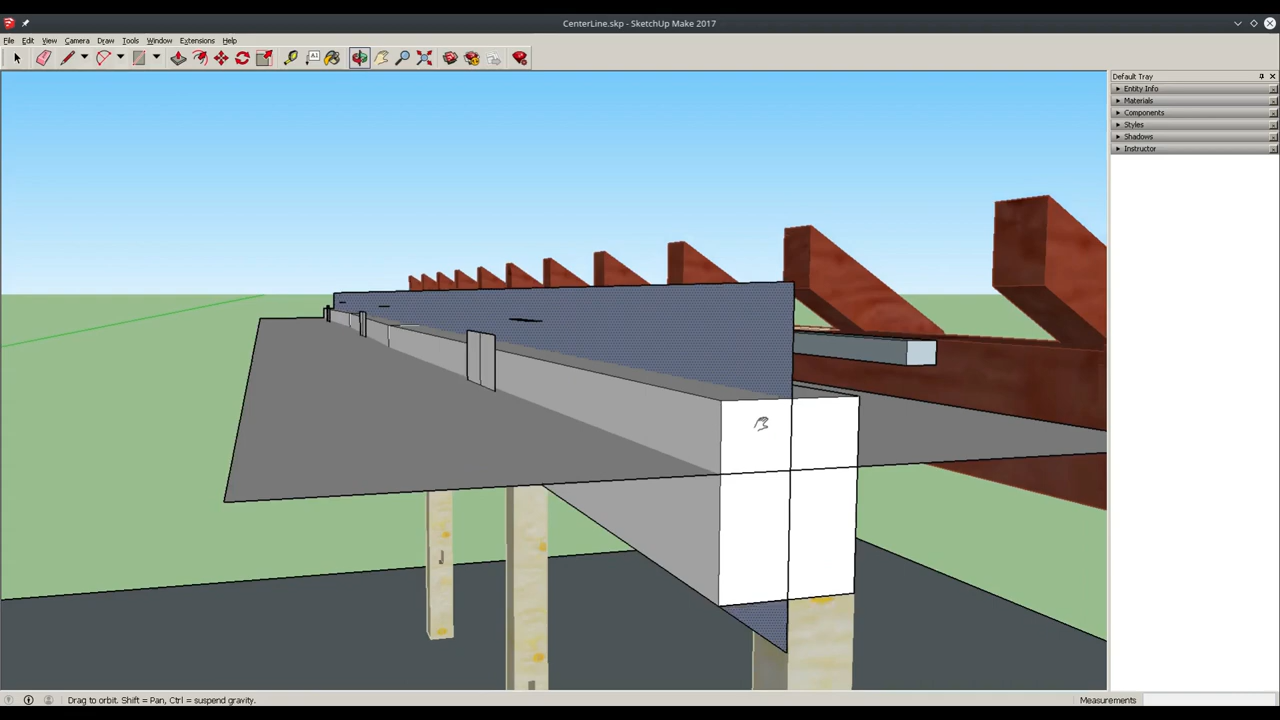 CenterLine.skp - SketchUp Make 2017
File Edit View Camera Draw Tools Window Extensions Help
A1
Default Tray
Entity Info
Materials
Components
Styles
Shadows
Instructor
Drag to orbit. Shift = Pan, Ctrl = suspend gravity.
Measurements